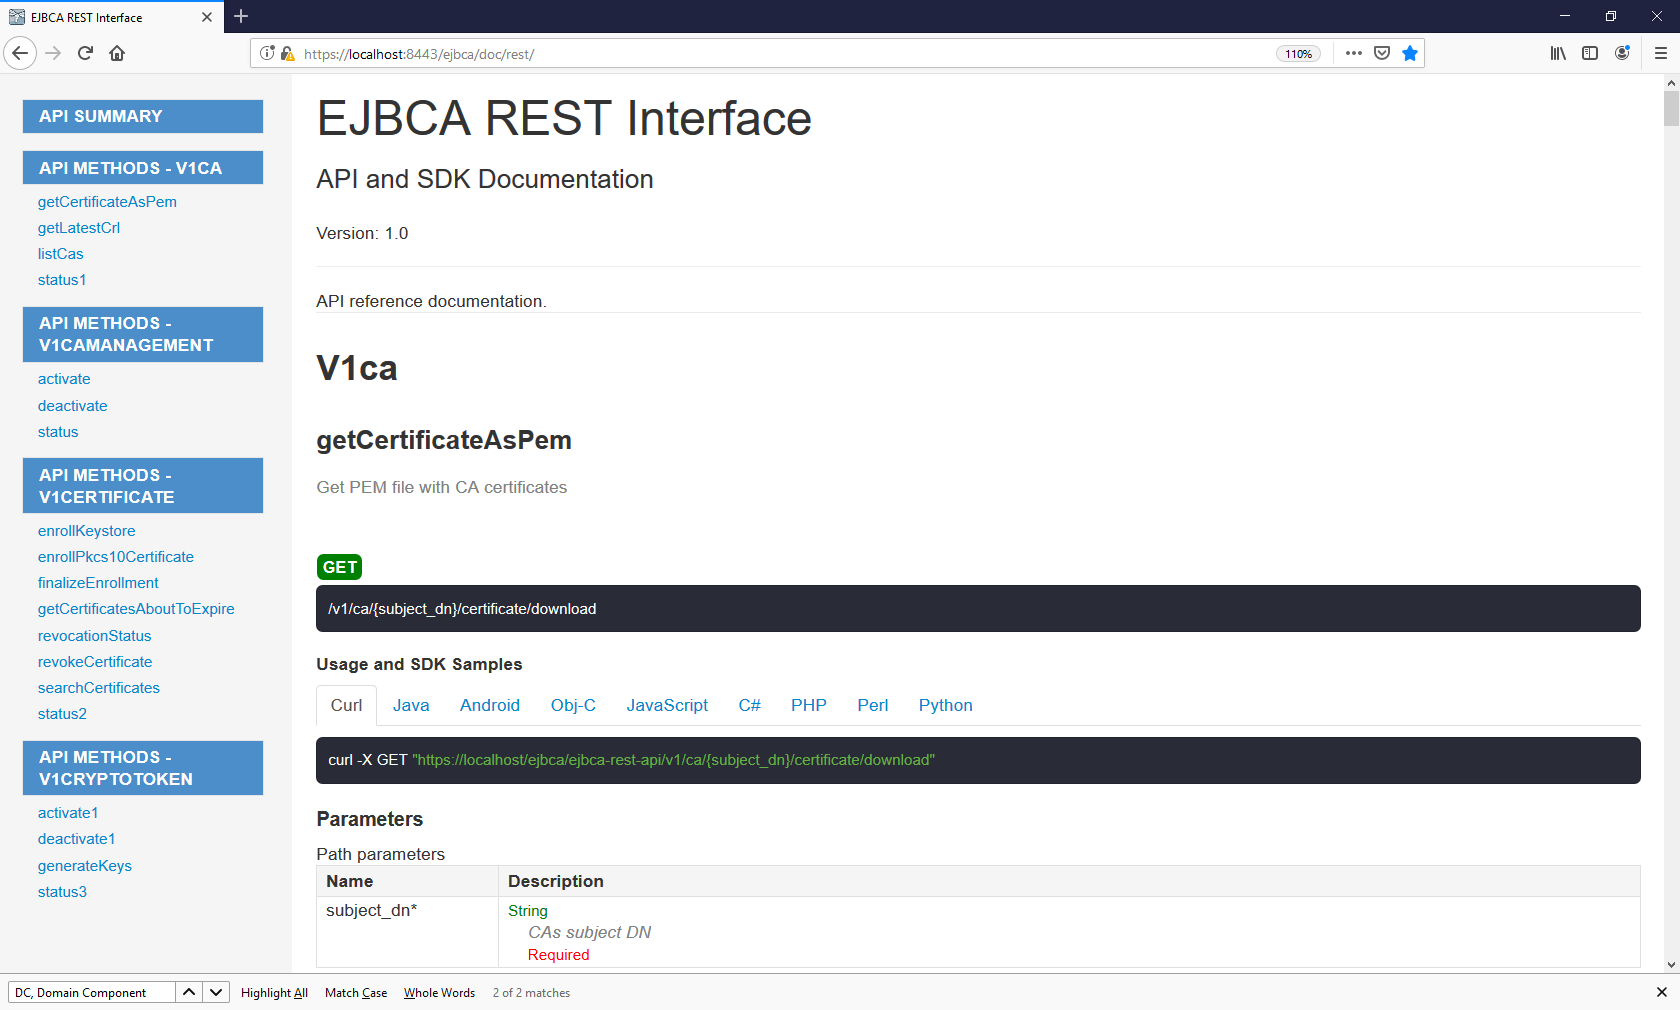 EJBCA REST Interface
https://localhost:8443/ejbca/doc/rest/
110%
API SUMMARY
API METHODS - V1CA
getCertificateAsPem
getLatestCrl
listCas
status1
API METHODS -
V1CAMANAGEMENT
activate
deactivate
status
API METHODS -
V1CERTIFICATE
enrollKeystore
enrollPkcs10Certificate
finalizeEnrollment
getCertificatesAboutToExpire
revocationStatus
revokeCertificate
searchCertificates
status2
API METHODS -
V1CRYPTOTOKEN
activate1
deactivate1
generateKeys
status3
EJBCA REST Interface
API and SDK Documentation
Version: 1.0
API reference documentation.
V1ca
getCertificateAsPem
Get PEM file with CA certificates
GET
/v1/ca/{subject_dn}/certificate/download
Usage and SDK Samples
Curl Java Android Obj-C JavaScript C# PHP Perl Python
curl -X GET "https://localhost/ejbca/ejbca-rest-api/v1/ca/{subject_dn}/certificate/download"
Parameters
Path parameters
Name Description
subject_dn* String
CAs subject DN
Required
DC, Domain Component Highlight All Match Case Whole Words 2 of 2 matches